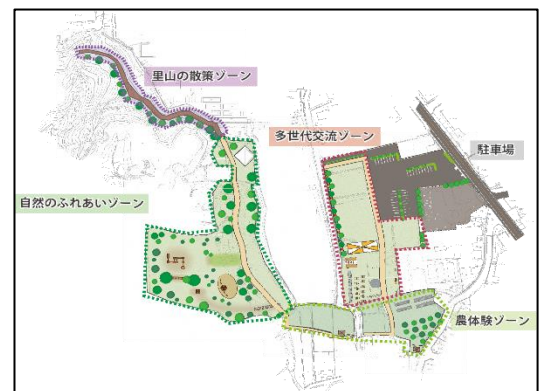 里山の散策ゾーン
多世代交流ゾーン
駐車場
自然のふれあいゾーン
農体験ゾーン